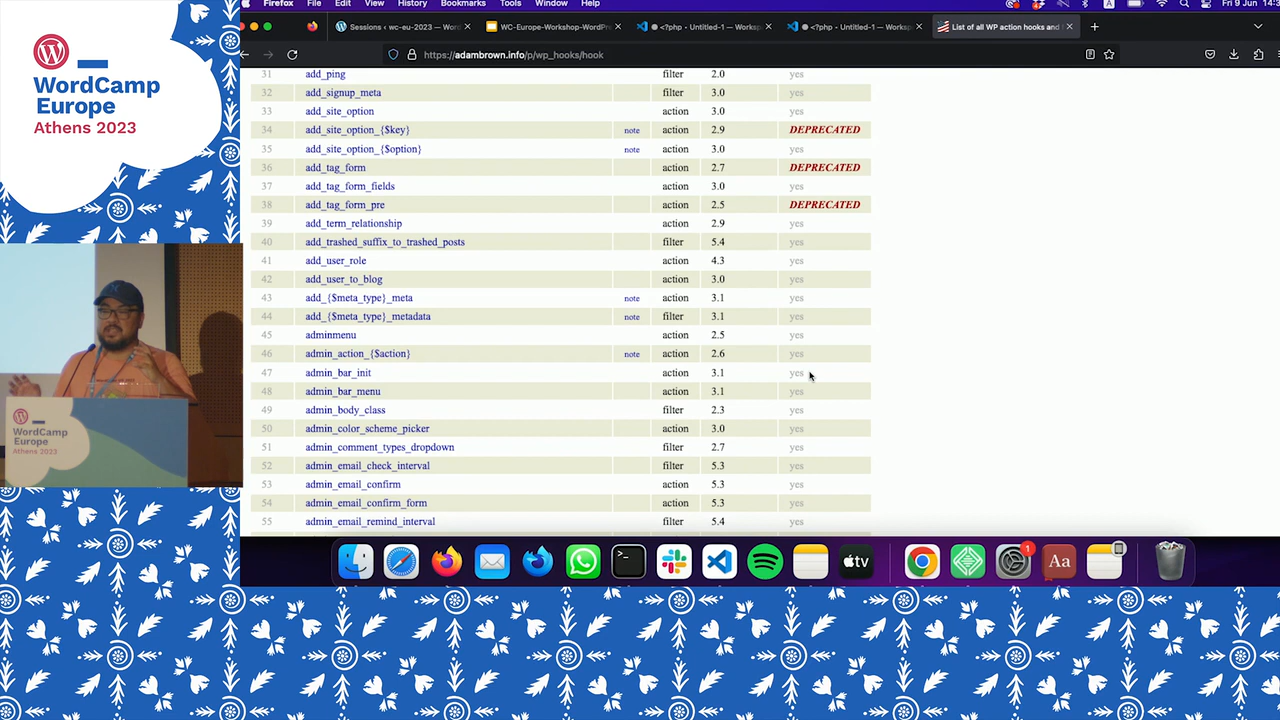 WordCamp
Europe
Athens 2023
WordCamp
Europe
Athens 2023
Firefox File Edit View History Bookmarks Tools Window Help
Fri 9 Jun
Sessions ‹ wc-eu-2023 —
WC-Europe-Workshop-WordPr
<?php - Untitled-1 — Worksp
<?php - Untitled-1 — Worksp
List of all WP action hooks and
https://adambrown.info/p/wp_hooks/hook
31 add_ping filter 2.0 yes
32 add_signup_meta filter 3.0 yes
33 add_site_option action 3.0 yes
34 add_site_option_{$key} note action 2.9 DEPRECATED
35 add_site_option_{$option} note action 3.0 yes
36 add_tag_form action 2.7 DEPRECATED
37 add_tag_form_fields action 3.0 yes
38 add_tag_form_pre action 2.5 DEPRECATED
39 add_term_relationship action 2.9 yes
40 add_trashed_suffix_to_trashed_posts filter 5.4 yes
41 add_user_role action 4.3 yes
42 add_user_to_blog action 3.0 yes
43 add_{$meta_type}_meta note action 3.1 yes
44 add_{$meta_type}_metadata note filter 3.1 yes
45 adminmenu action 2.5 yes
46 admin_action_{$action} note action 2.6 yes
47 admin_bar_init action 3.1 yes
48 admin_bar_menu action 3.1 yes
49 admin_body_class filter 2.3 yes
50 admin_color_scheme_picker action 3.0 yes
51 admin_comment_types_dropdown filter 2.7 yes
52 admin_email_check_interval filter 5.3 yes
53 admin_email_confirm action 5.3 yes
54 admin_email_confirm_form action 5.3 yes
55 admin_email_remind_interval filter 5.4 yes
tv
1
Aa